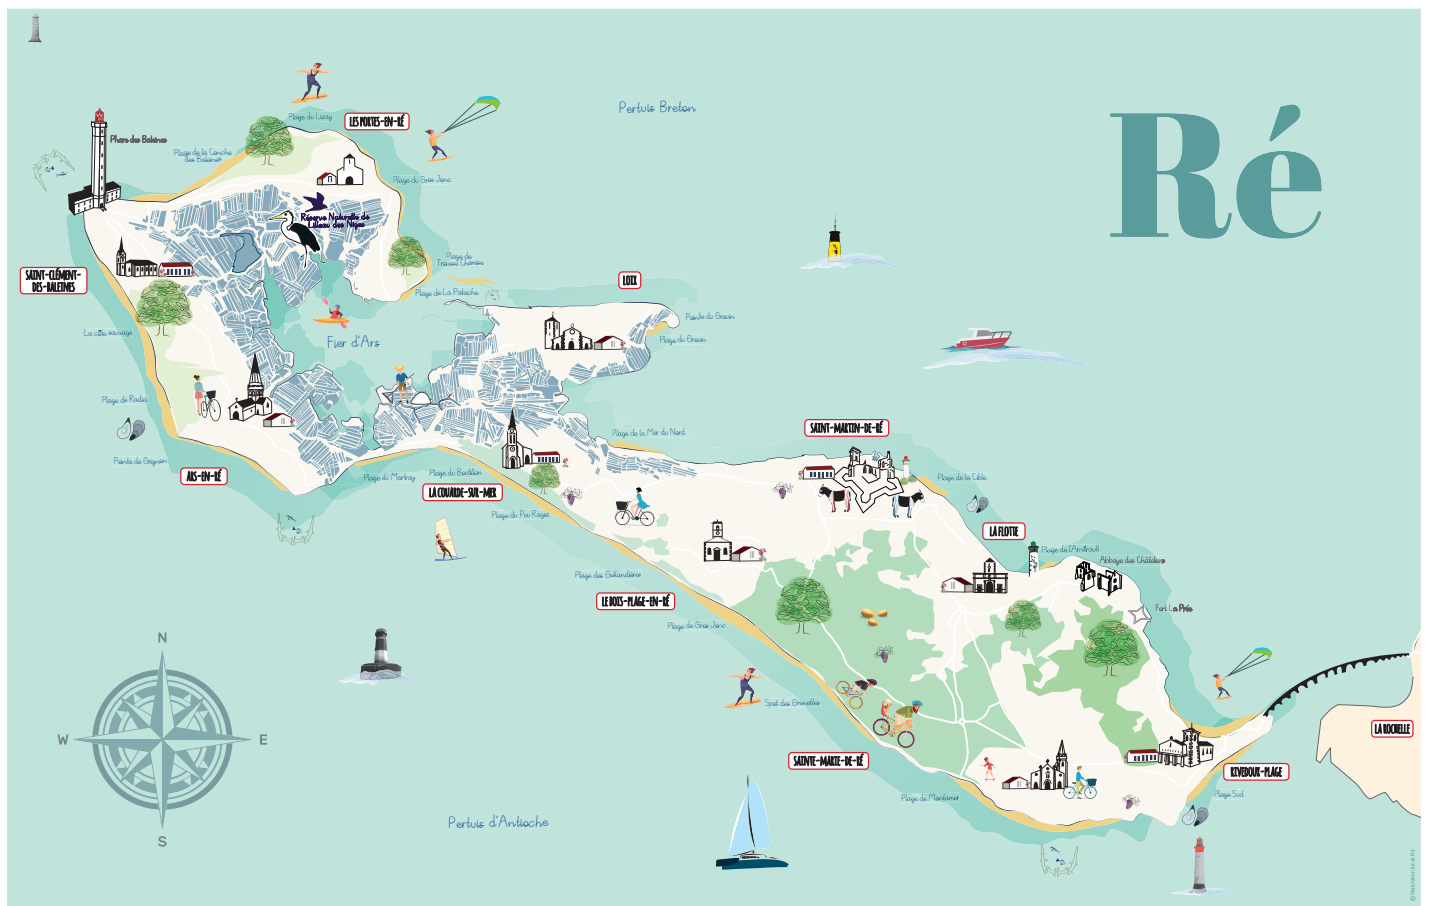 Ré
Pertuis Breton
Plage du Lizay
LES PORTES-EN-RÉ
Phare des Baleines
Plage de la Conche
des Baleines
Plage du Gros Jonc
Réserve Naturelle de
Lilleau des Niges
Plage de
Trousse Chemise
Plage de La Patache
SAINT-CLÉMENT-
DES-BALEINES
LOIX
Pointe du Grouin
Plage du Grouin
La côte sauvage
Fier d'Ars
Plage de Radia
Pointe de Grignon
ARS-EN-RÉ
Plage de la Mer du Nord
SAINT-MARTIN-DE-RÉ
Plage du Martray
Plage du Boutillon
LA COUARDE-SUR-MER
Plage de la Cible
Plage du Peu Ragot
LA FLOTTE
Plage de l'Arnérault
Abbaye des Châteliers
Plage des Gollandières
LE BOIS-PLAGE-EN-RÉ
Fort La Prée
Plage de Gros Jonc
N
W
E
S
Spot des Grenettes
SAINTE-MARIE-DE-RÉ
LA ROCHELLE
RIVEDOUX-PLAGE
Plage Sud
Plage de Montamer
Pertuis d'Antioche